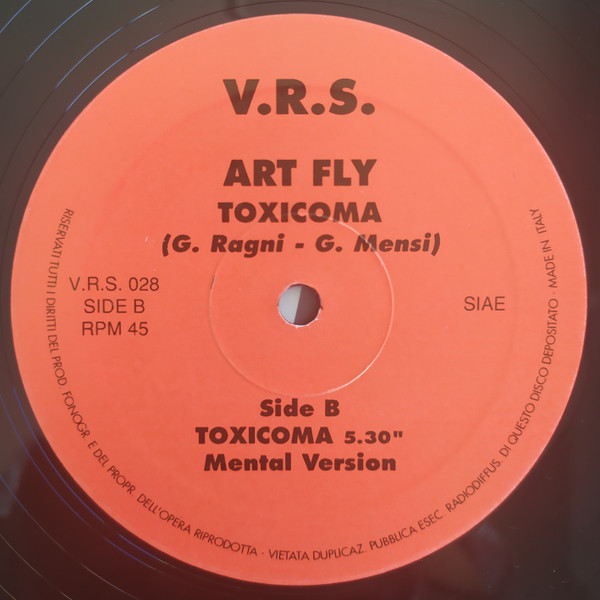 V.R.S.
ART FLY
TOXICOMA
(G. Ragni - G. Mensi)
V.R.S. 028
SIDE B
RPM 45
SIAE
Side B
TOXICOMA 5.30"
Mental Version
RISERVATI TUTTI I DIRITTI DEL PROD. FONOGR. E DEL PROPR. DELL'OPERA RIPRODOTTA · VIETATA DUPLICAZ. PUBBLICA ESEC. RADIODIFFUS. DI QUESTO DISCO DEPOSITATO · MADE IN ITALY